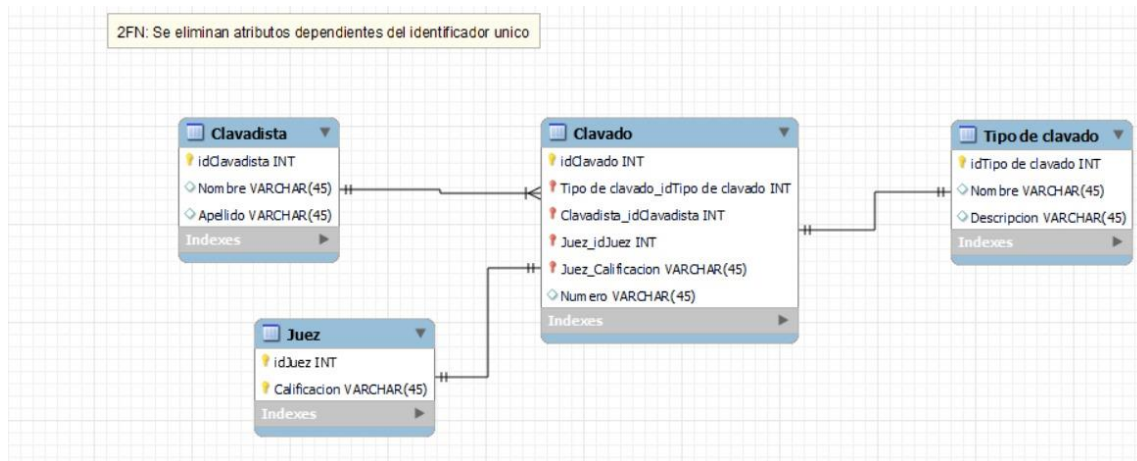 2FN: Se eliminan atributos dependientes del identificador unico
Clavadista
idClavadista INT
Nombre VARCHAR(45)
Apellido VARCHAR(45)
Indexes
Clavado
idClavado INT
Tipo de clavado_idTipo de clavado INT
Clavadista_idClavadista INT
Juez_idJuez INT
Juez_Calificacion VARCHAR(45)
Numero VARCHAR(45)
Indexes
Tipo de clavado
idTipo de clavado INT
Nombre VARCHAR(45)
Descripcion VARCHAR(45)
Indexes
Juez
idJuez INT
Calificacion VARCHAR(45)
Indexes